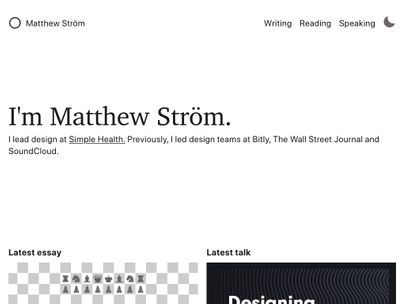 Matthew Ström
Writing Reading Speaking
I'm Matthew Ström.
I lead design at Simple Health. Previously, I led design teams at Bitly, The Wall Street Journal and
SoundCloud.
Latest essay
Latest talk
Designing